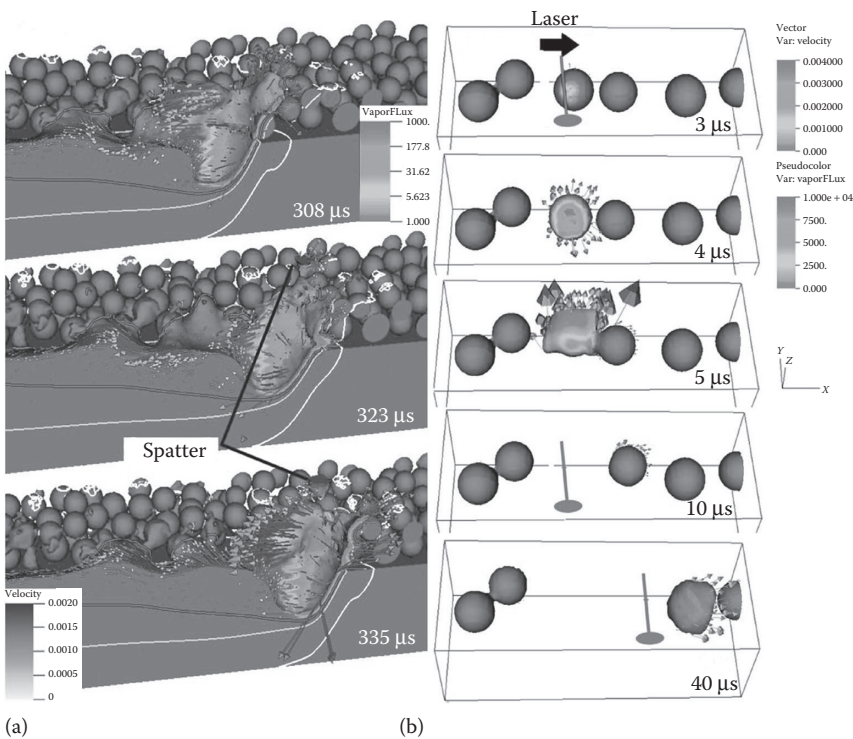 VaporFLux
1000.
177.8
31.62
5.623
1.000
308 µs
323 µs
Spatter
335 µs
Velocity
0.0020
0.0015
0.0010
0.0005
0
(a)
Laser
3 µs
4 µs
5 µs
10 µs
40 µs
(b)
Vector
Var: velocity
0.004000
0.003000
0.002000
0.001000
0.000
Pseudocolor
Var: vaporFLux
1.000e + 04
7500.
5000.
2500.
0.000
Y
Z
X